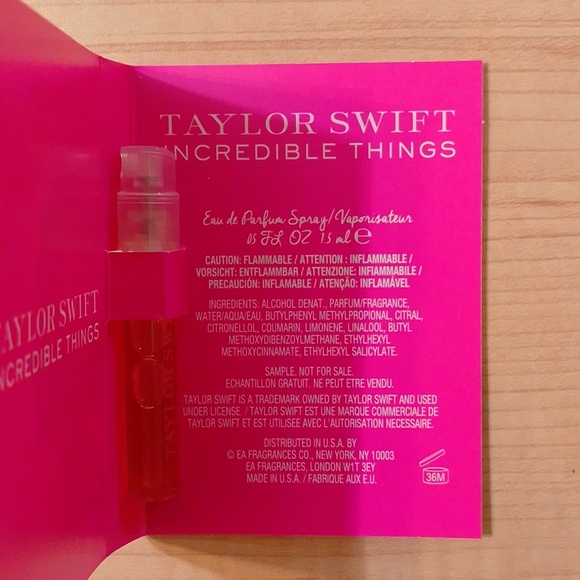 TAYLOR SWIFT
INCREDIBLE THINGS
Eau de Parfum Spray/Vaporisateur
.05 FL. OZ. 1.5 ml ℮
CAUTION: FLAMMABLE / ATTENTION : INFLAMMABLE /
VORSICHT: ENTFLAMMBAR / ATTENZIONE: INFIAMMABILE /
PRECAUCIÓN: INFLAMABLE / ATENÇÃO: INFLAMÁVEL
INGREDIENTS: ALCOHOL DENAT., PARFUM/FRAGRANCE,
WATER/AQUA/EAU, BUTYLPHENYL METHYLPROPIONAL, CITRAL,
CITRONELLOL, COUMARIN, LIMONENE, LINALOOL, BUTYL
METHOXYDIBENZOYLMETHANE, ETHYLHEXYL
METHOXYCINNAMATE, ETHYLHEXYL SALICYLATE.
SAMPLE. NOT FOR SALE.
ECHANTILLON GRATUIT. NE PEUT ETRE VENDU.
TAYLOR SWIFT IS A TRADEMARK OWNED BY TAYLOR SWIFT AND USED
UNDER LICENSE. / TAYLOR SWIFT EST UNE MARQUE COMMERCIALE DE
TAYLOR SWIFT ET EST UTILISEE AVEC L'AUTORISATION NECESSAIRE.
DISTRIBUTED IN U.S.A. BY
© EA FRAGRANCES CO., NEW YORK, NY 10003
EA FRAGRANCES, LONDON W1T 3EY
MADE IN U.S.A. / FABRIQUE AUX E.U.
36M
TAYLOR SWIFT
INCREDIBLE THINGS
TAYLOR SW